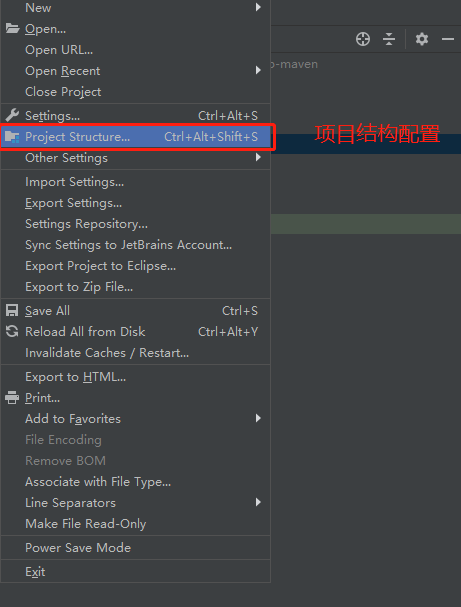 New
Open...
Open URL...
Open Recent
Close Project
Settings... Ctrl+Alt+S
Project Structure... Ctrl+Alt+Shift+S
Other Settings
Import Settings...
Export Settings...
Settings Repository...
Sync Settings to JetBrains Account...
Export Project to Eclipse...
Export to Zip File...
Save All Ctrl+S
Reload All from Disk Ctrl+Alt+Y
Invalidate Caches / Restart...
Export to HTML...
Print...
Add to Favorites
File Encoding
Remove BOM
Associate with File Type...
Line Separators
Make File Read-Only
Power Save Mode
Exit
o-maven
项目结构配置